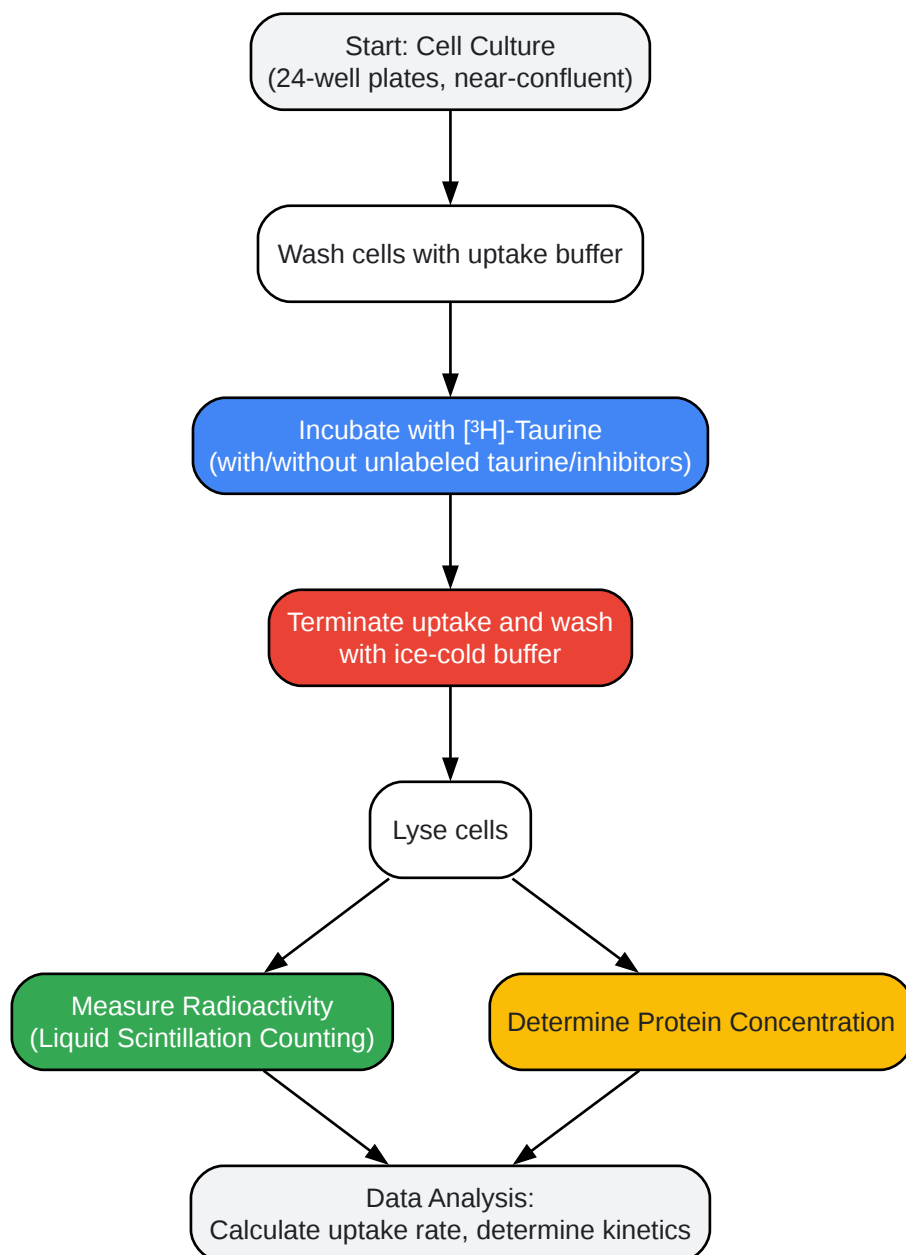 Start: Cell Culture
(24-well plates, near-confluent)
Wash cells with uptake buffer
Incubate with [³H]-Taurine
(with/without unlabeled taurine/inhibitors)
Terminate uptake and wash
with ice-cold buffer
Lyse cells
Measure Radioactivity
(Liquid Scintillation Counting)
Determine Protein Concentration
Data Analysis:
Calculate uptake rate, determine kinetics